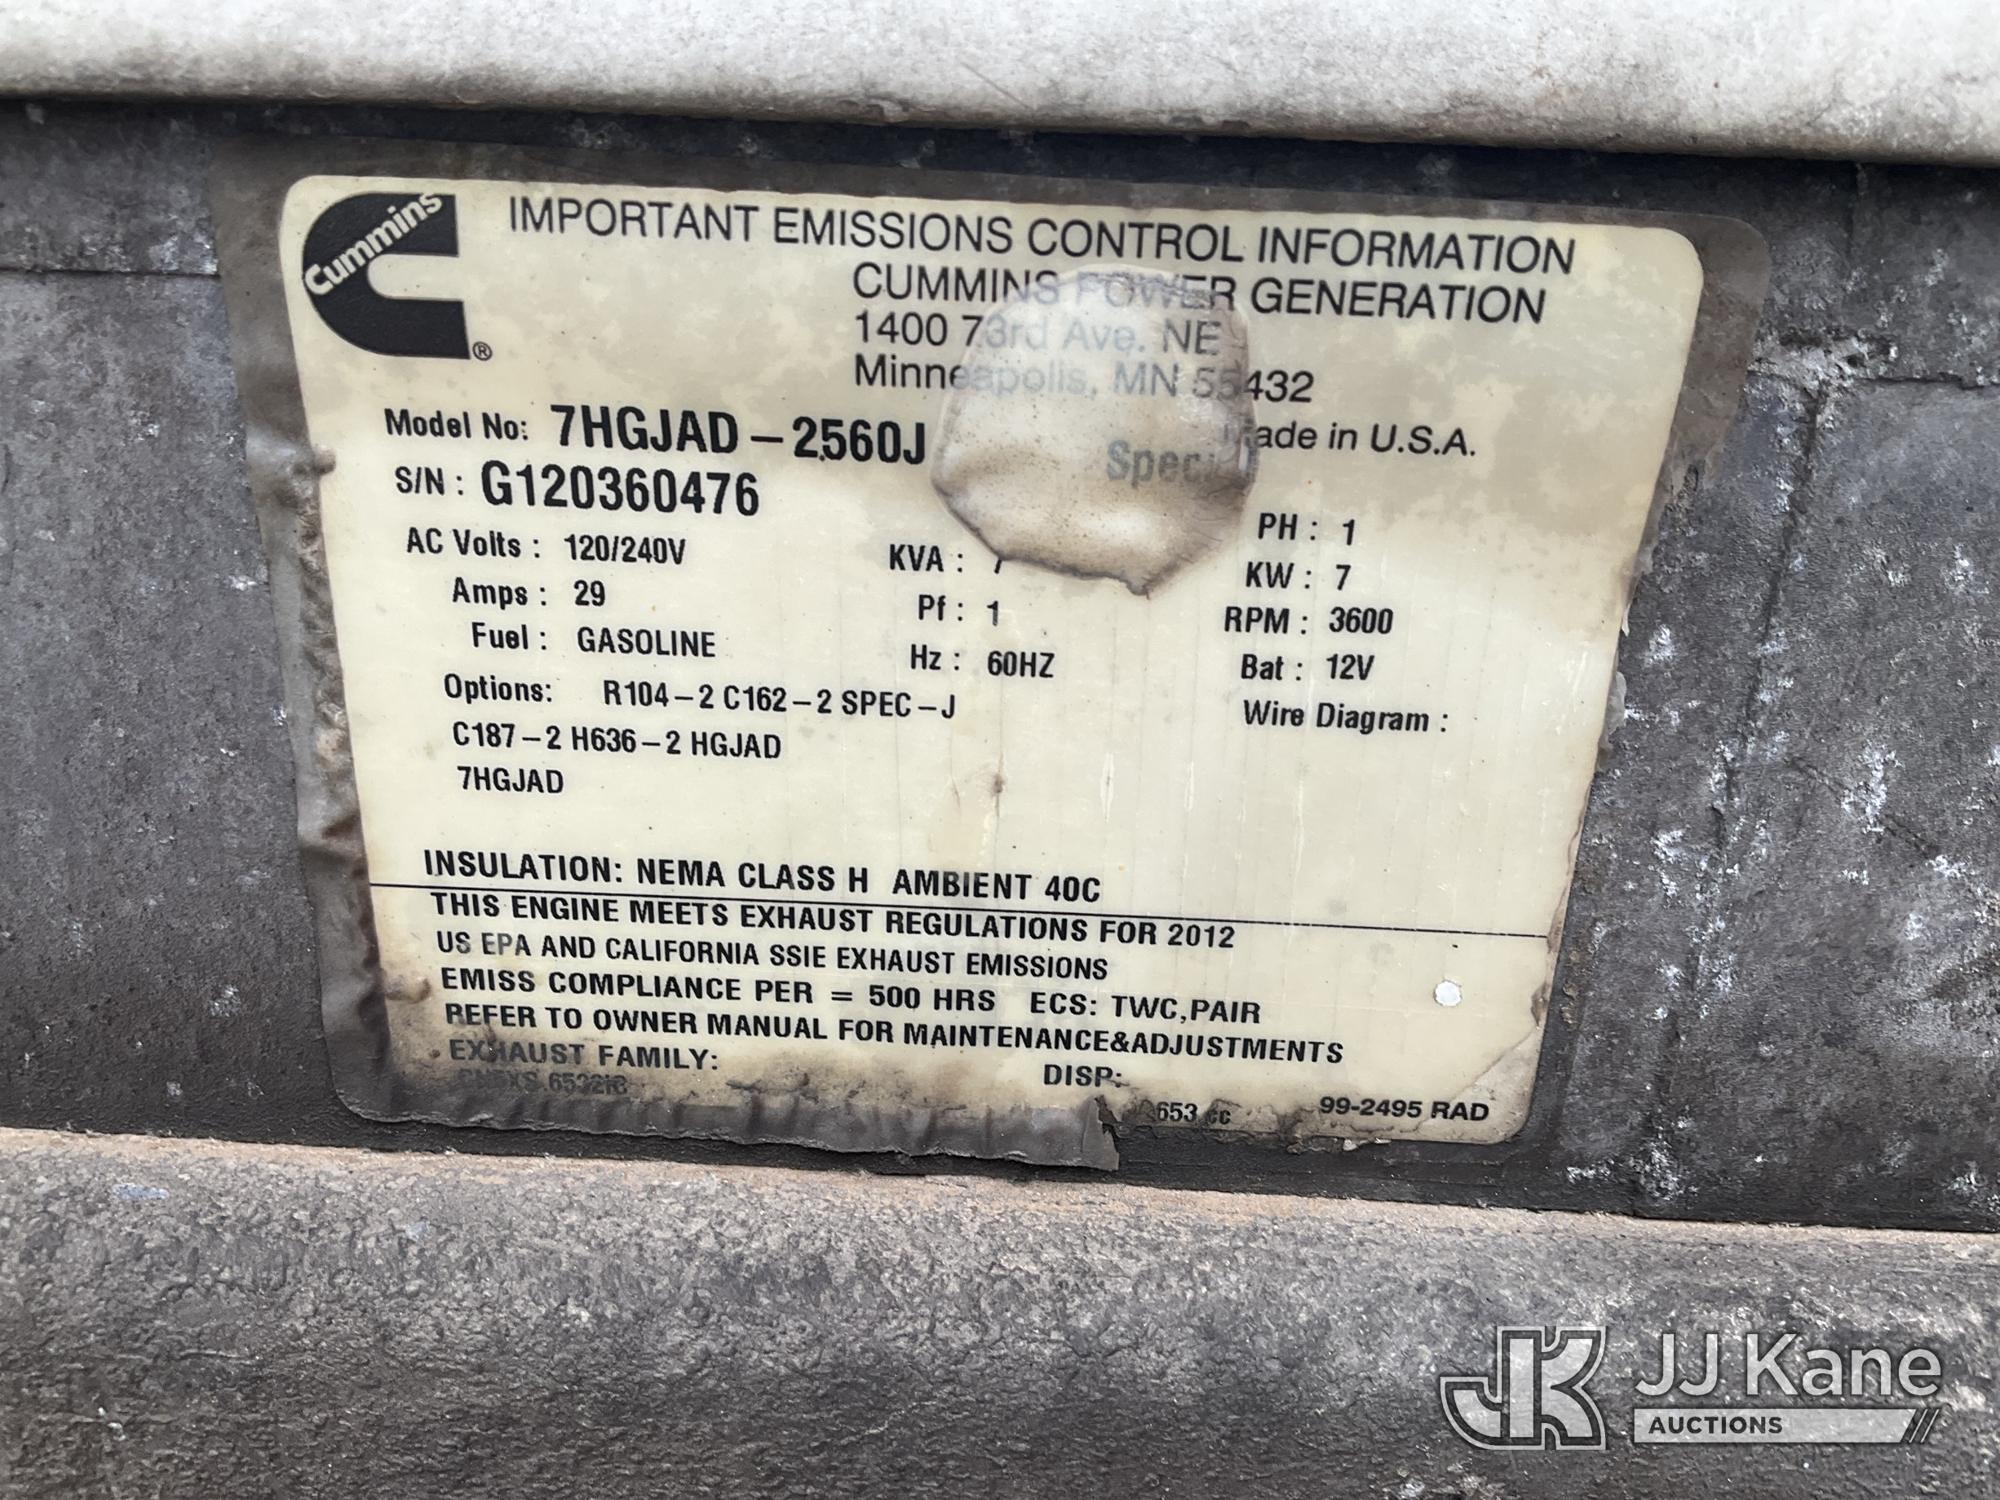 Cummins
®
IMPORTANT EMISSIONS CONTROL INFORMATION
CUMMINS POWER GENERATION
1400 73rd Ave. NE
Minneapolis, MN 55432
Model No: 7HGJAD-2560J
Made in U.S.A.
S/N: G120360476
AC Volts: 120/240V KVA: PH: 1
Amps: 29 Pf: 1 KW: 7
Fuel: GASOLINE Hz: 60HZ RPM: 3600
Options: R104-2 C162-2 SPEC-J Bat: 12V
C187-2 H636-2 HGJAD Wire Diagram:
7HGJAD
INSULATION: NEMA CLASS H AMBIENT 40C
THIS ENGINE MEETS EXHAUST REGULATIONS FOR 2012
US EPA AND CALIFORNIA SSIE EXHAUST EMISSIONS
EMISS COMPLIANCE PER = 500 HRS ECS: TWC,PAIR
REFER TO OWNER MANUAL FOR MAINTENANCE&ADJUSTMENTS
EXHAUST FAMILY: DISP:
653 cc 99-2495 RAD
JJ Kane
AUCTIONS